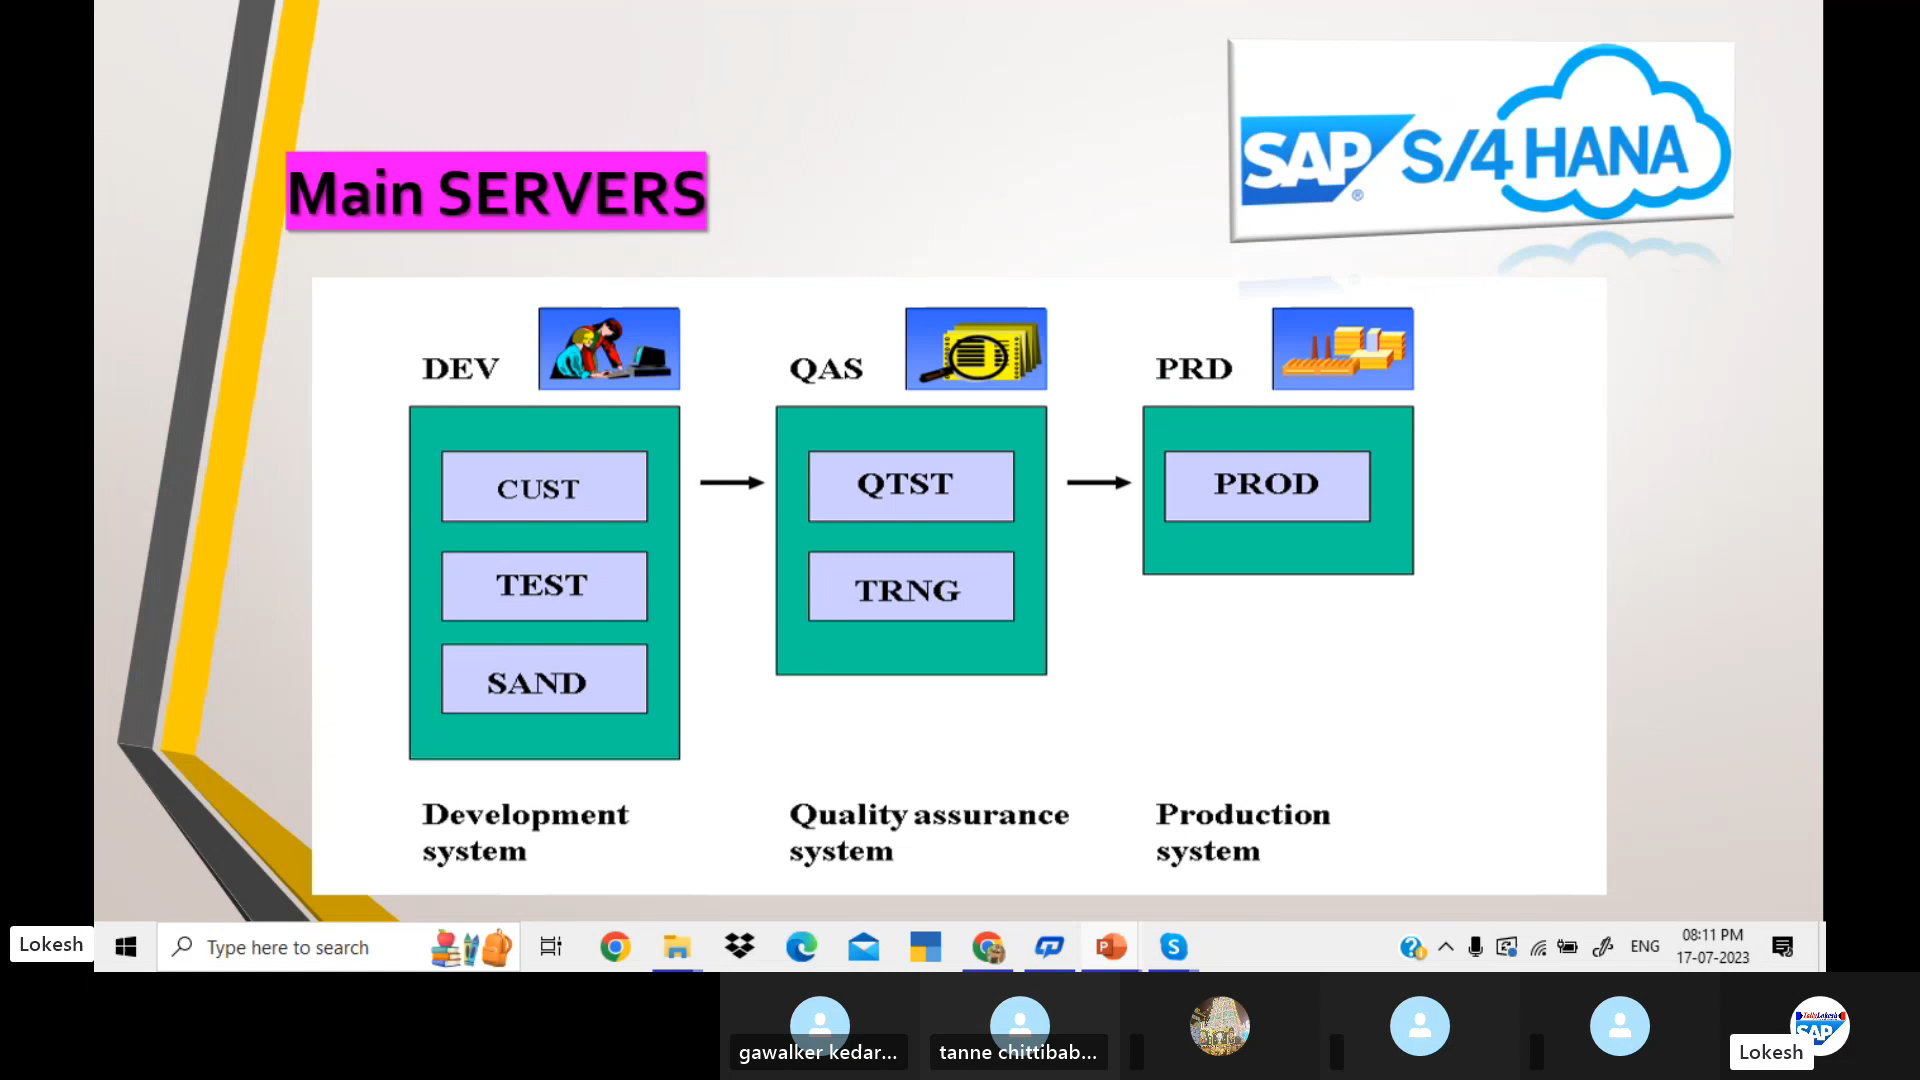 SAP S/4HANA
®
Main SERVERS
DEV
QAS
PRD
CUST
QTST
PROD
TEST
TRNG
SAND
Development
system
Quality assurance
system
Production
system
Lokesh
Type here to search
ENG
08:11 PM
17-07-2023
gawalker kedar...
tanne chittibab...
Lokesh
SAP